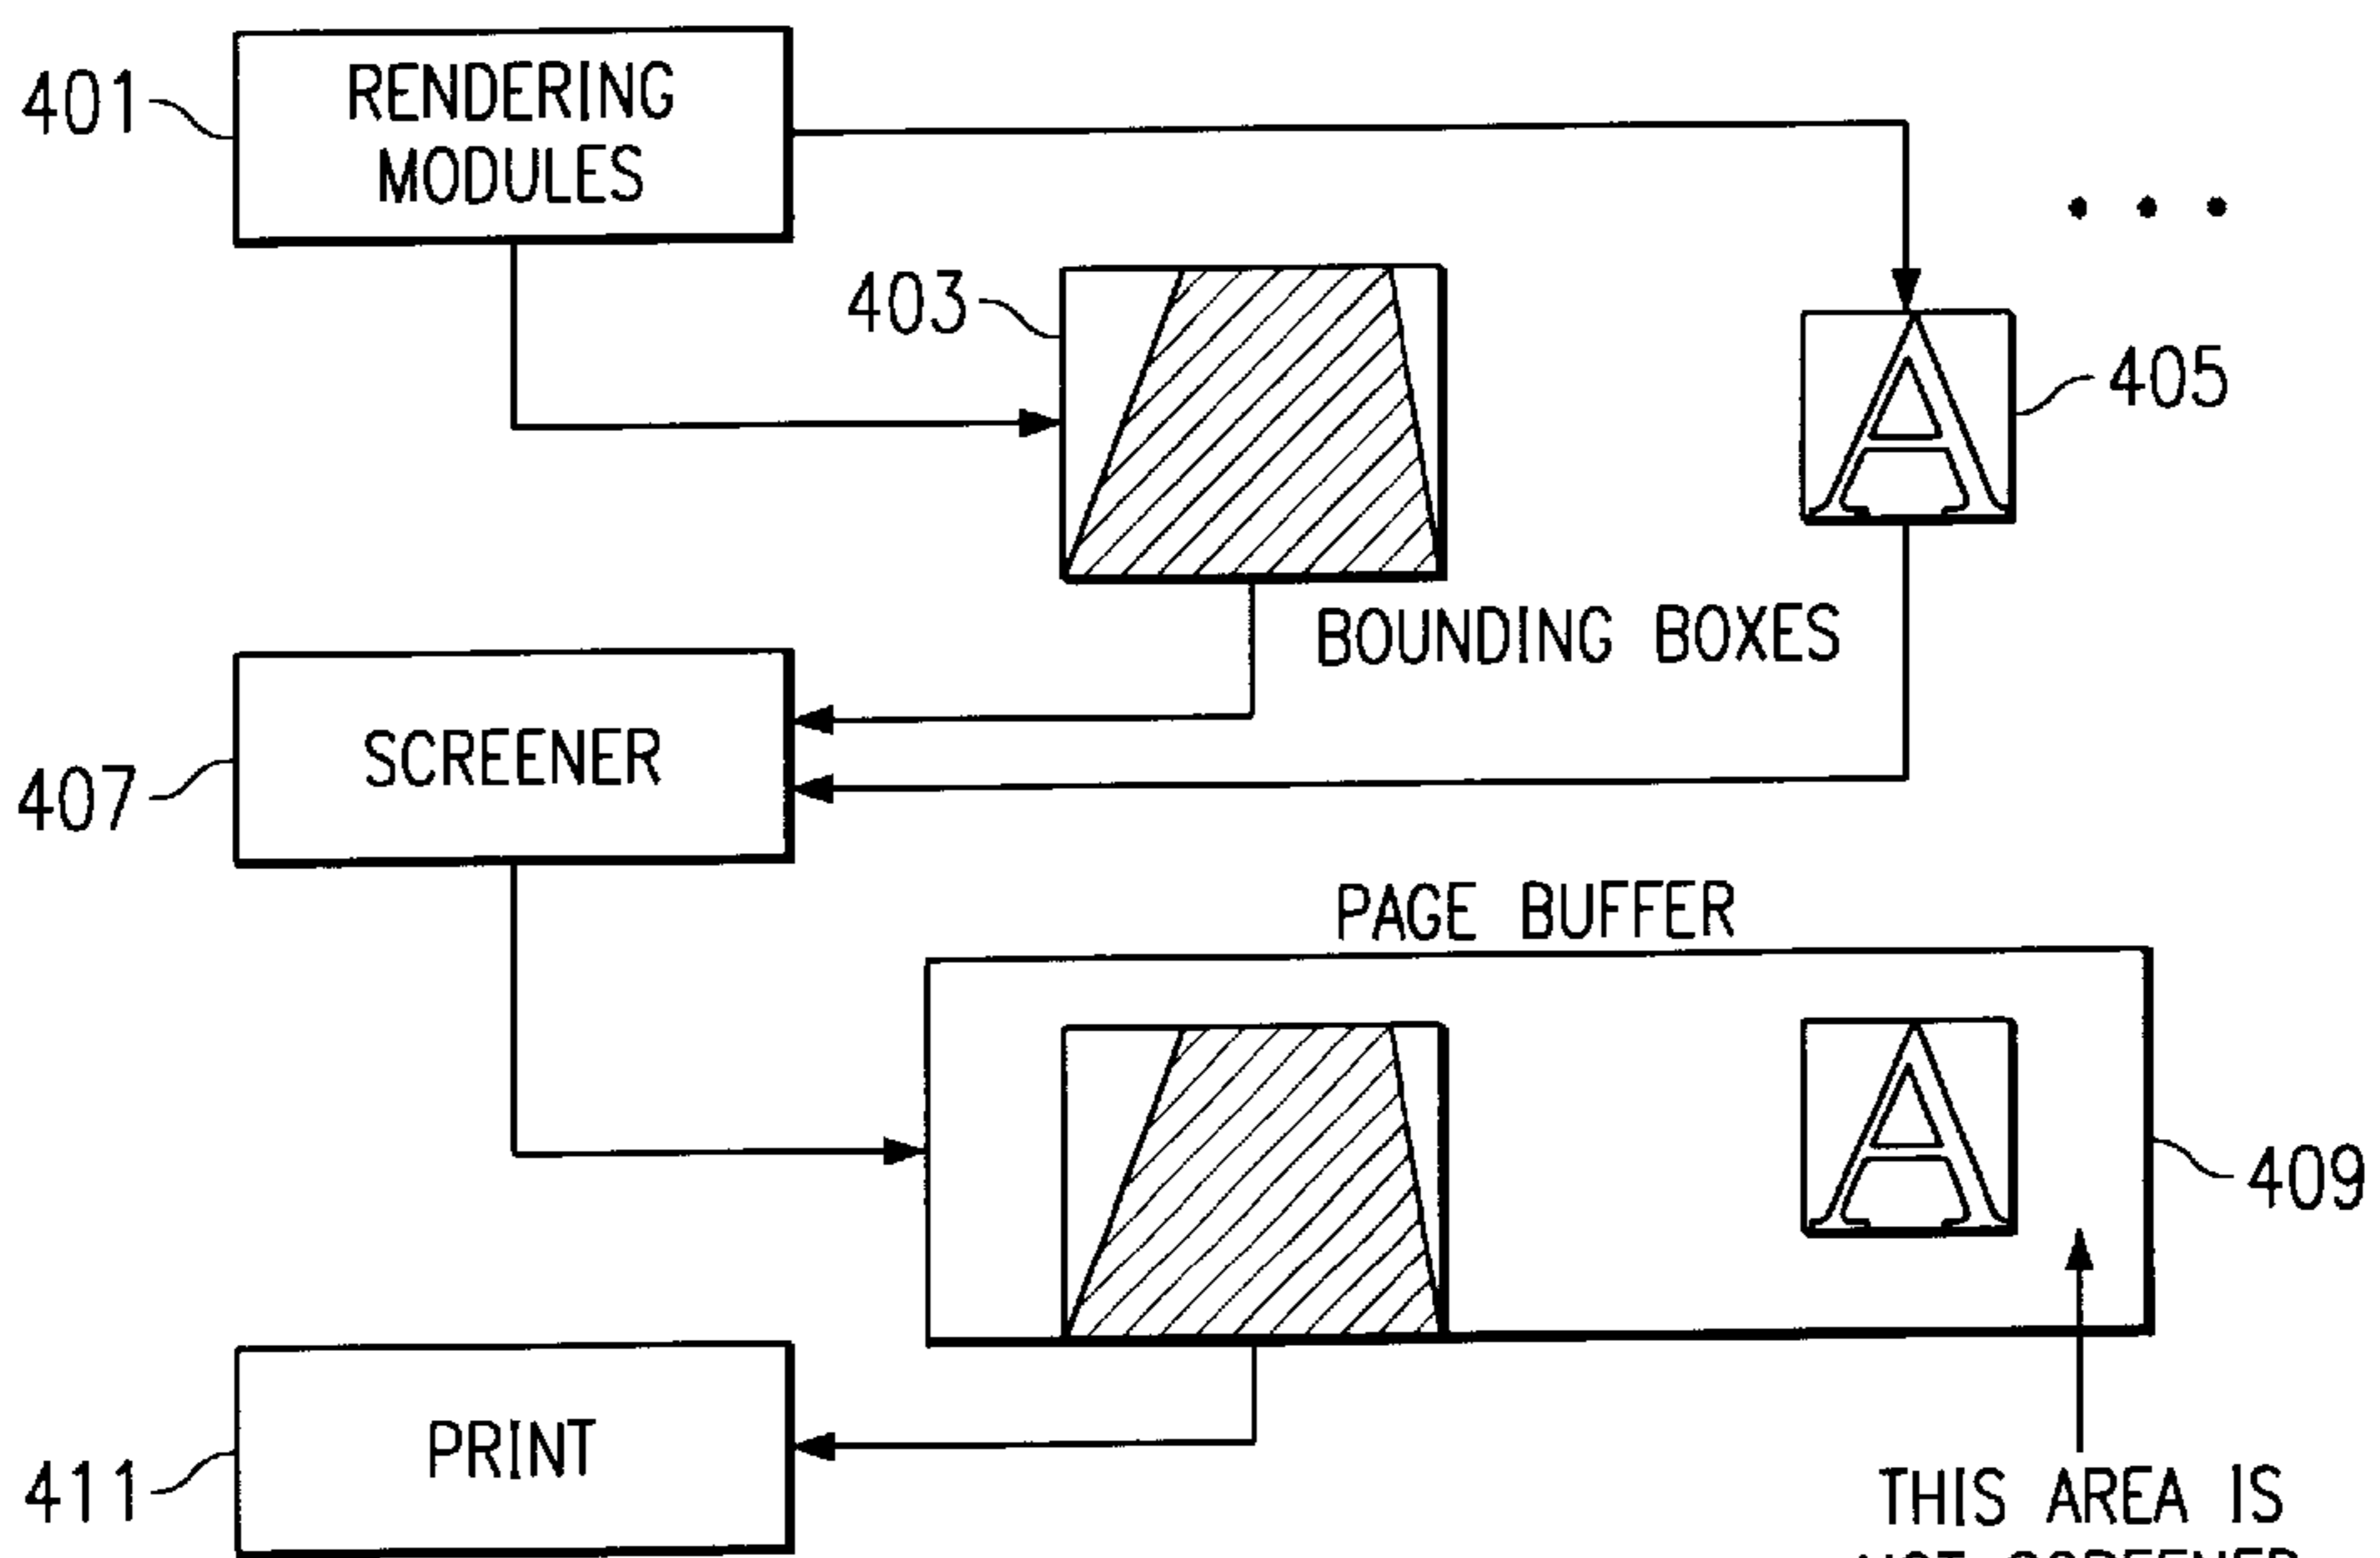 401
RENDERING
MODULES
403
A
405
BOUNDING BOXES
407
SCREENER
PAGE BUFFER
A
409
411
PRINT
THIS AREA IS